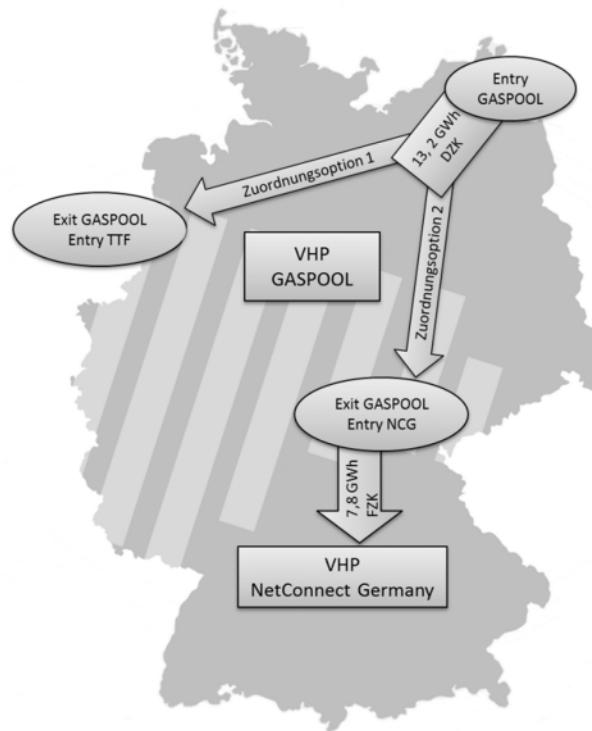 Entry
GASPOOL
13, 2 GWh
DZK
Zuordnungsoption 1
Exit GASPOOL
Entry TTF
Zuordnungsoption 2
VHP
GASPOOL
Exit GASPOOL
Entry NCG
7,8 GWh
FZK
VHP
NetConnect Germany